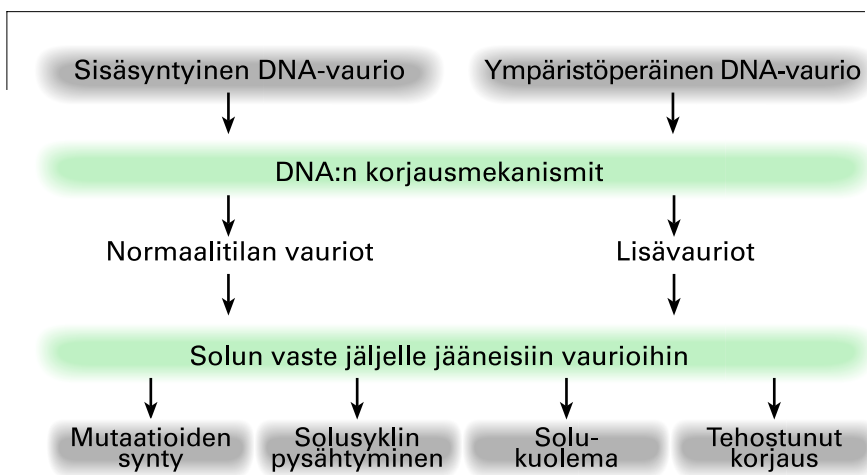 Sisäsyntyinen DNA-vaurio
Ympäristöperäinen DNA-vaurio
DNA:n korjausmekanismit
Normaalitilan vauriot
Lisävauriot
Solun vaste jäljelle jääneisiin vaurioihin
Mutaatioiden
synty
Solusyklin
pysähtyminen
Solu-
kuolema
Tehostunut
korjaus